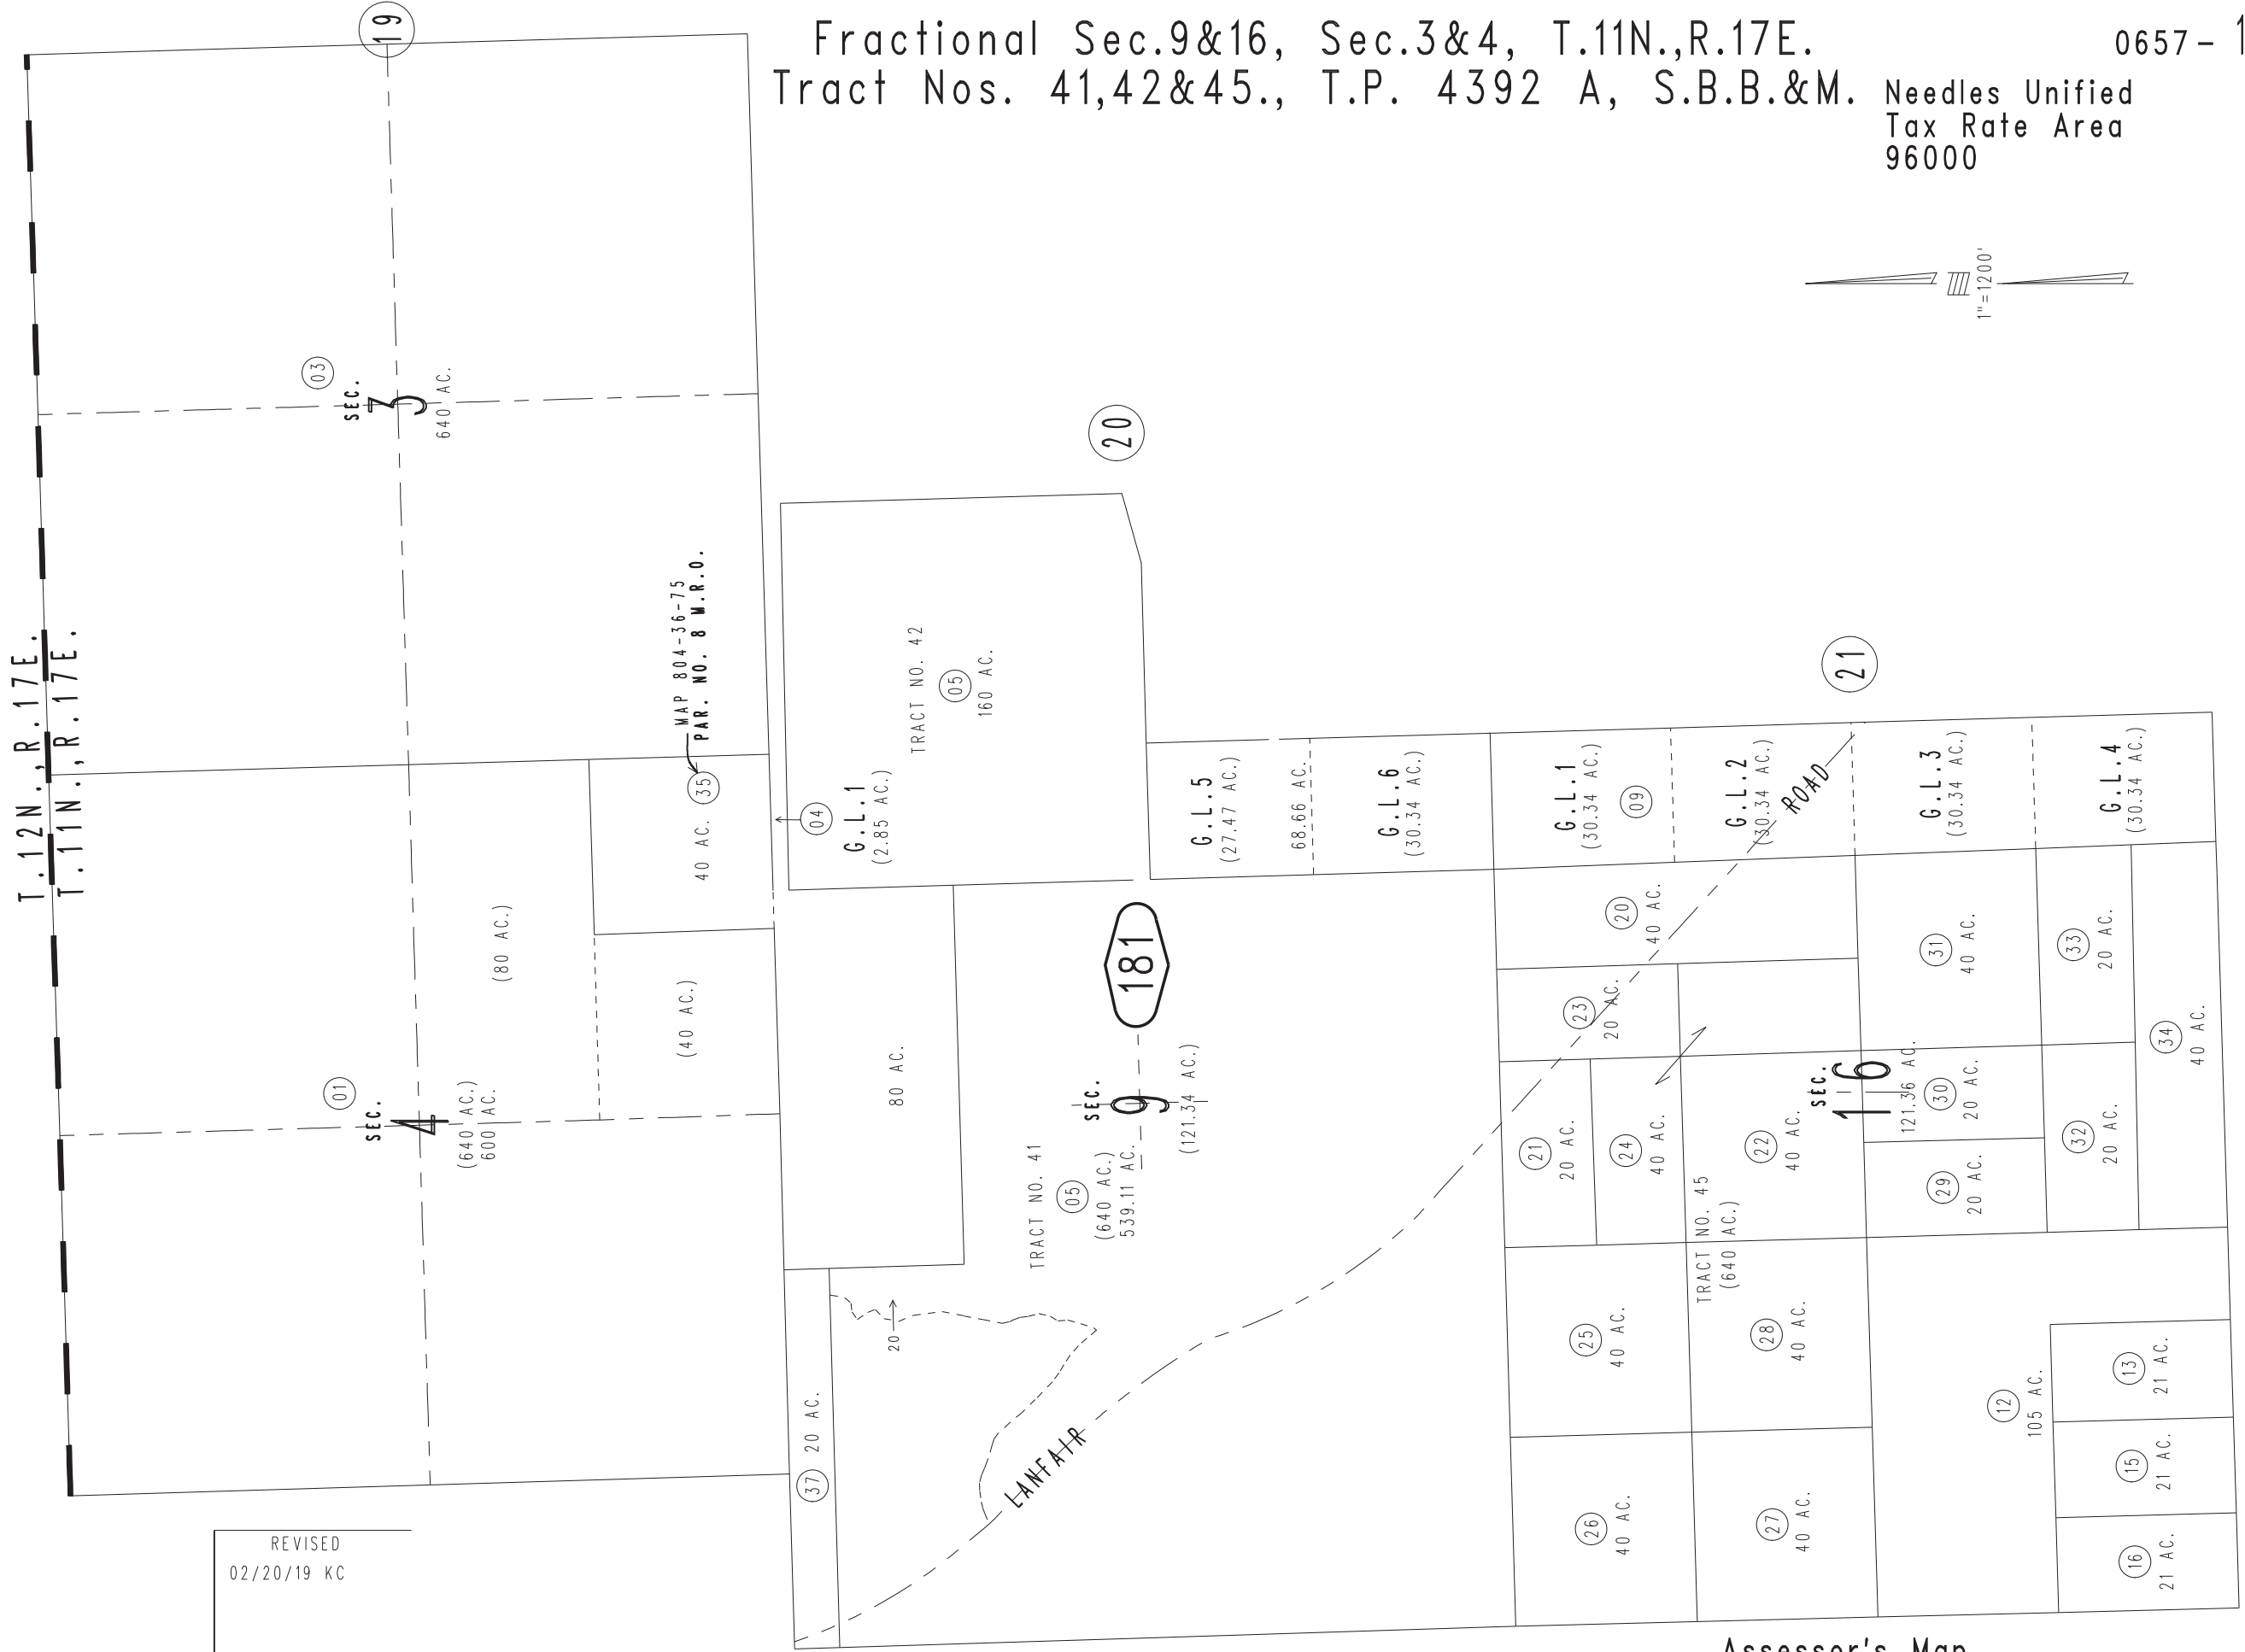 Fractional Sec.9&16, Sec.3&4, T.11N.,R.17E.
Tract Nos. 41,42&45., T.P. 4392 A, S.B.B.&M.
0657- 1
Needles Unified
Tax Rate Area
96000
1"=1200'
19
T.12N.,R.17E.
T.11N.,R.17E.
03
SEC.
3
640 AC.
01
SEC.
4
(640 AC.)
600 AC.
(80 AC.)
(40 AC.)
MAP 804-36-75
PAR. NO. 8 M.R.O.
35
40 AC.
20
04
G.L.1
(2.85 AC.)
TRACT NO. 42
05
160 AC.
80 AC.
181
TRACT NO. 41
05
(640 AC.)
539.11 AC.
SEC.
9
(121.34 AC.)
37
20 AC.
20
LANFAIR
ROAD
G.L.5
(27.47 AC.)
68.66 AC.
G.L.6
(30.34 AC.)
21
G.L.1
(30.34 AC.)
09
G.L.2
(30.34 AC.)
G.L.3
(30.34 AC.)
G.L.4
(30.34 AC.)
20
40 AC.
23
20 AC.
21
20 AC.
24
40 AC.
22
40 AC.
SEC.
16
121.36 AC.
TRACT NO. 45
(640 AC.)
31
40 AC.
30
20 AC.
29
20 AC.
33
20 AC.
32
20 AC.
34
40 AC.
25
40 AC.
28
40 AC.
26
40 AC.
27
40 AC.
12
105 AC.
13
21 AC.
15
21 AC.
16
21 AC.
REVISED
02/20/19 KC
Assessor's Map